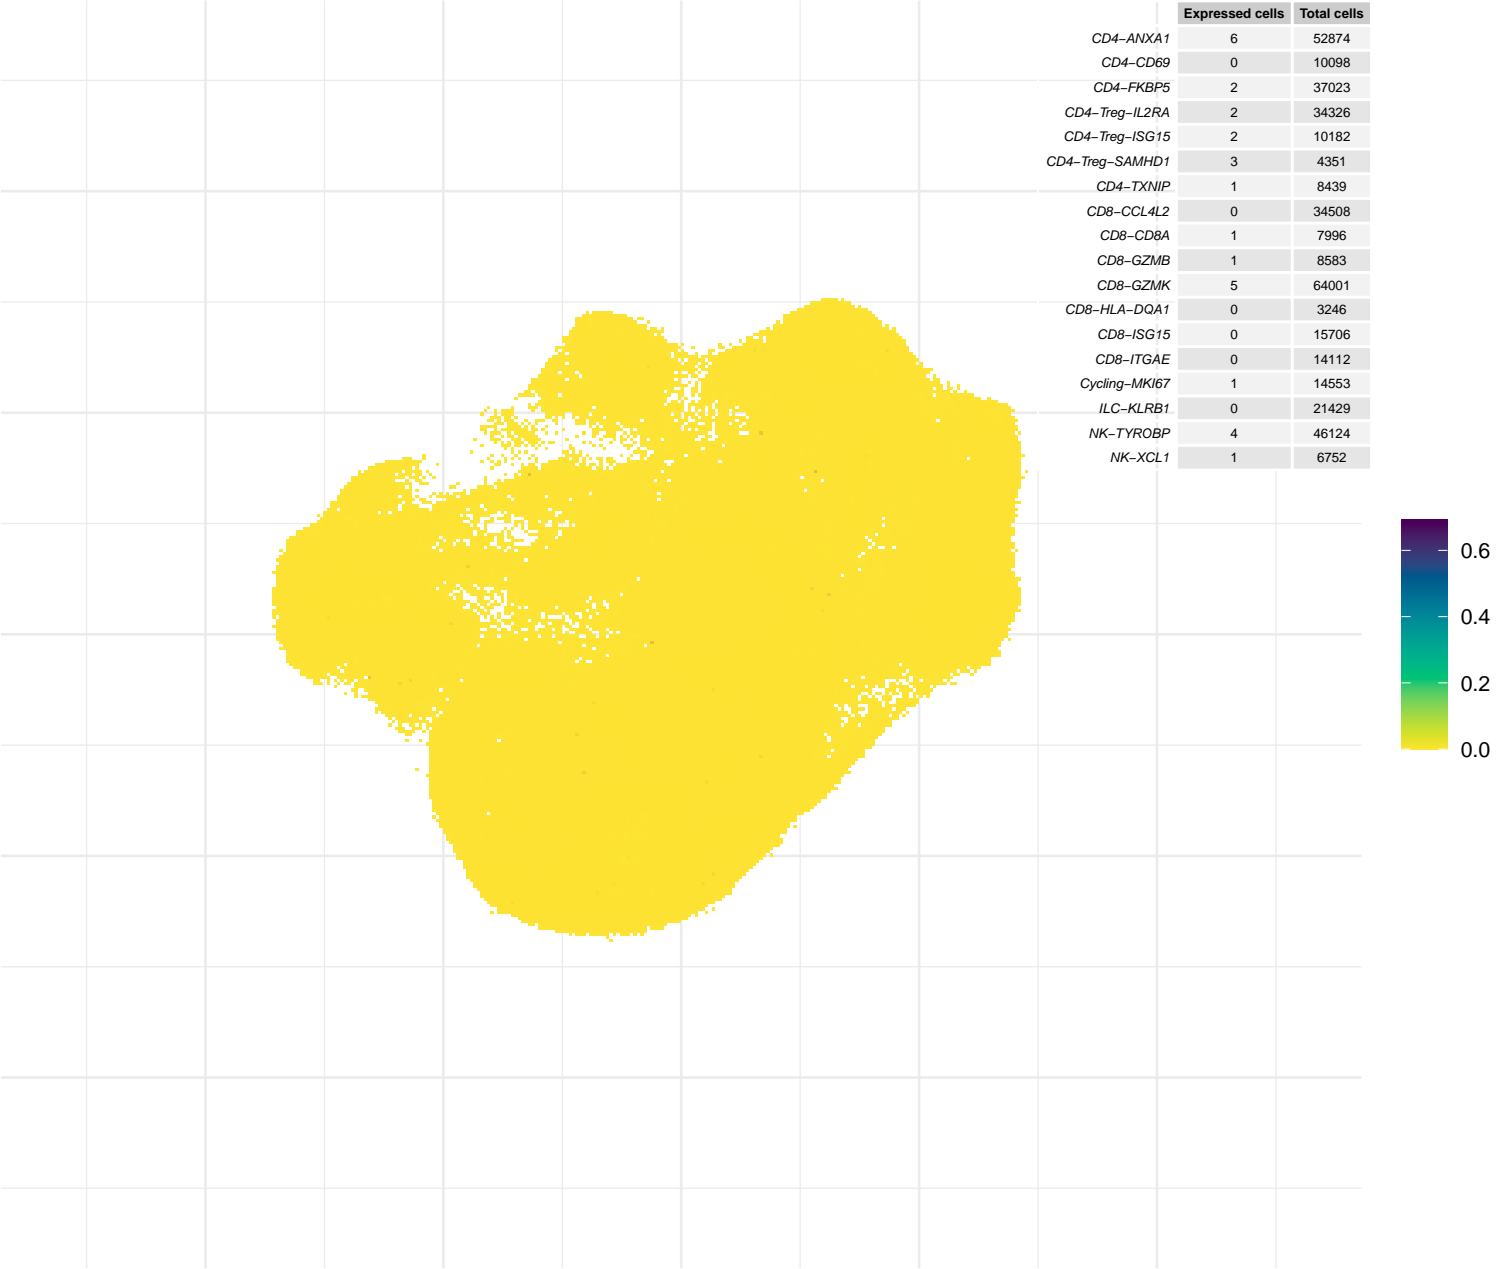 Expressed cells Total cells
CD4−ANXA1 6 52874
CD4−CD69 0 10098
CD4−FKBP5 2 37023
CD4−Treg−IL2RA 2 34326
CD4−Treg−ISG15 2 10182
CD4−Treg−SAMHD1 3 4351
CD4−TXNIP 1 8439
CD8−CCL4L2 0 34508
CD8−CD8A 1 7996
CD8−GZMB 1 8583
CD8−GZMK 5 64001
CD8−HLA−DQA1 0 3246
CD8−ISG15 0 15706
CD8−ITGAE 0 14112
Cycling−MKI67 1 14553
ILC−KLRB1 0 21429
NK−TYROBP 4 46124
NK−XCL1 1 6752
0.6
0.4
0.2
0.0